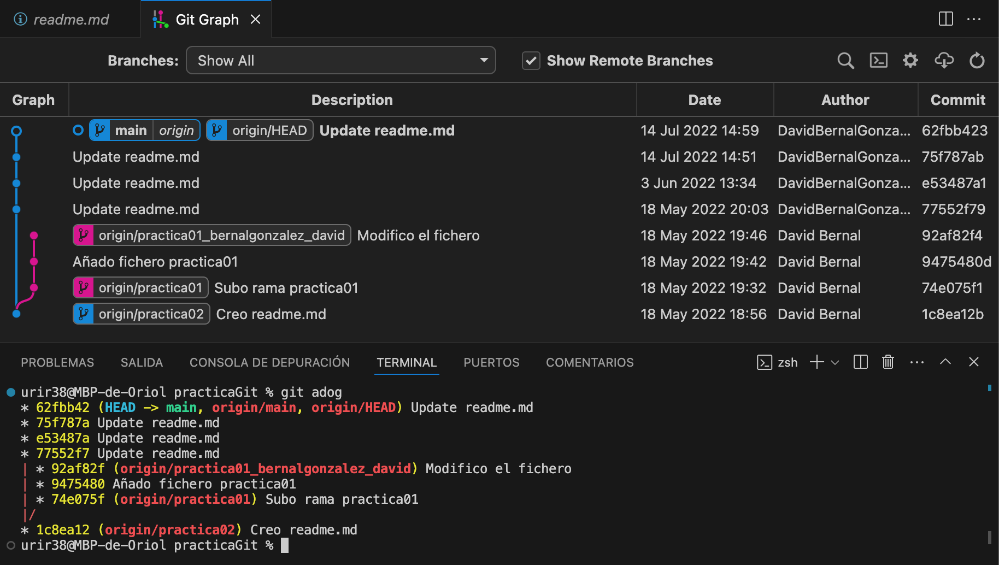 readme.md Git Graph
Branches: Show All Show Remote Branches
Graph Description Date Author Commit
main origin origin/HEAD Update readme.md 14 Jul 2022 14:59 DavidBernalGonza... 62fbb423
Update readme.md 14 Jul 2022 14:51 DavidBernalGonza... 75f787ab
Update readme.md 3 Jun 2022 13:34 DavidBernalGonza... e53487a1
Update readme.md 18 May 2022 20:03 DavidBernalGonza... 77552f79
origin/practica01_bernalgonzalez_david Modifico el fichero 18 May 2022 19:46 David Bernal 92af82f4
Añado fichero practica01 18 May 2022 19:42 David Bernal 9475480d
origin/practica01 Subo rama practica01 18 May 2022 19:32 David Bernal 74e075f1
origin/practica02 Creo readme.md 18 May 2022 18:56 David Bernal 1c8ea12b
PROBLEMAS SALIDA CONSOLA DE DEPURACIÓN TERMINAL PUERTOS COMENTARIOS zsh
urir38@MBP-de-Oriol practicaGit % git adog
* 62fbb42 (HEAD -> main, origin/main, origin/HEAD) Update readme.md
* 75f787a Update readme.md
* e53487a Update readme.md
* 77552f7 Update readme.md
| * 92af82f (origin/practica01_bernalgonzalez_david) Modifico el fichero
| * 9475480 Añado fichero practica01
| * 74e075f (origin/practica01) Subo rama practica01
|/
* 1c8ea12 (origin/practica02) Creo readme.md
urir38@MBP-de-Oriol practicaGit %